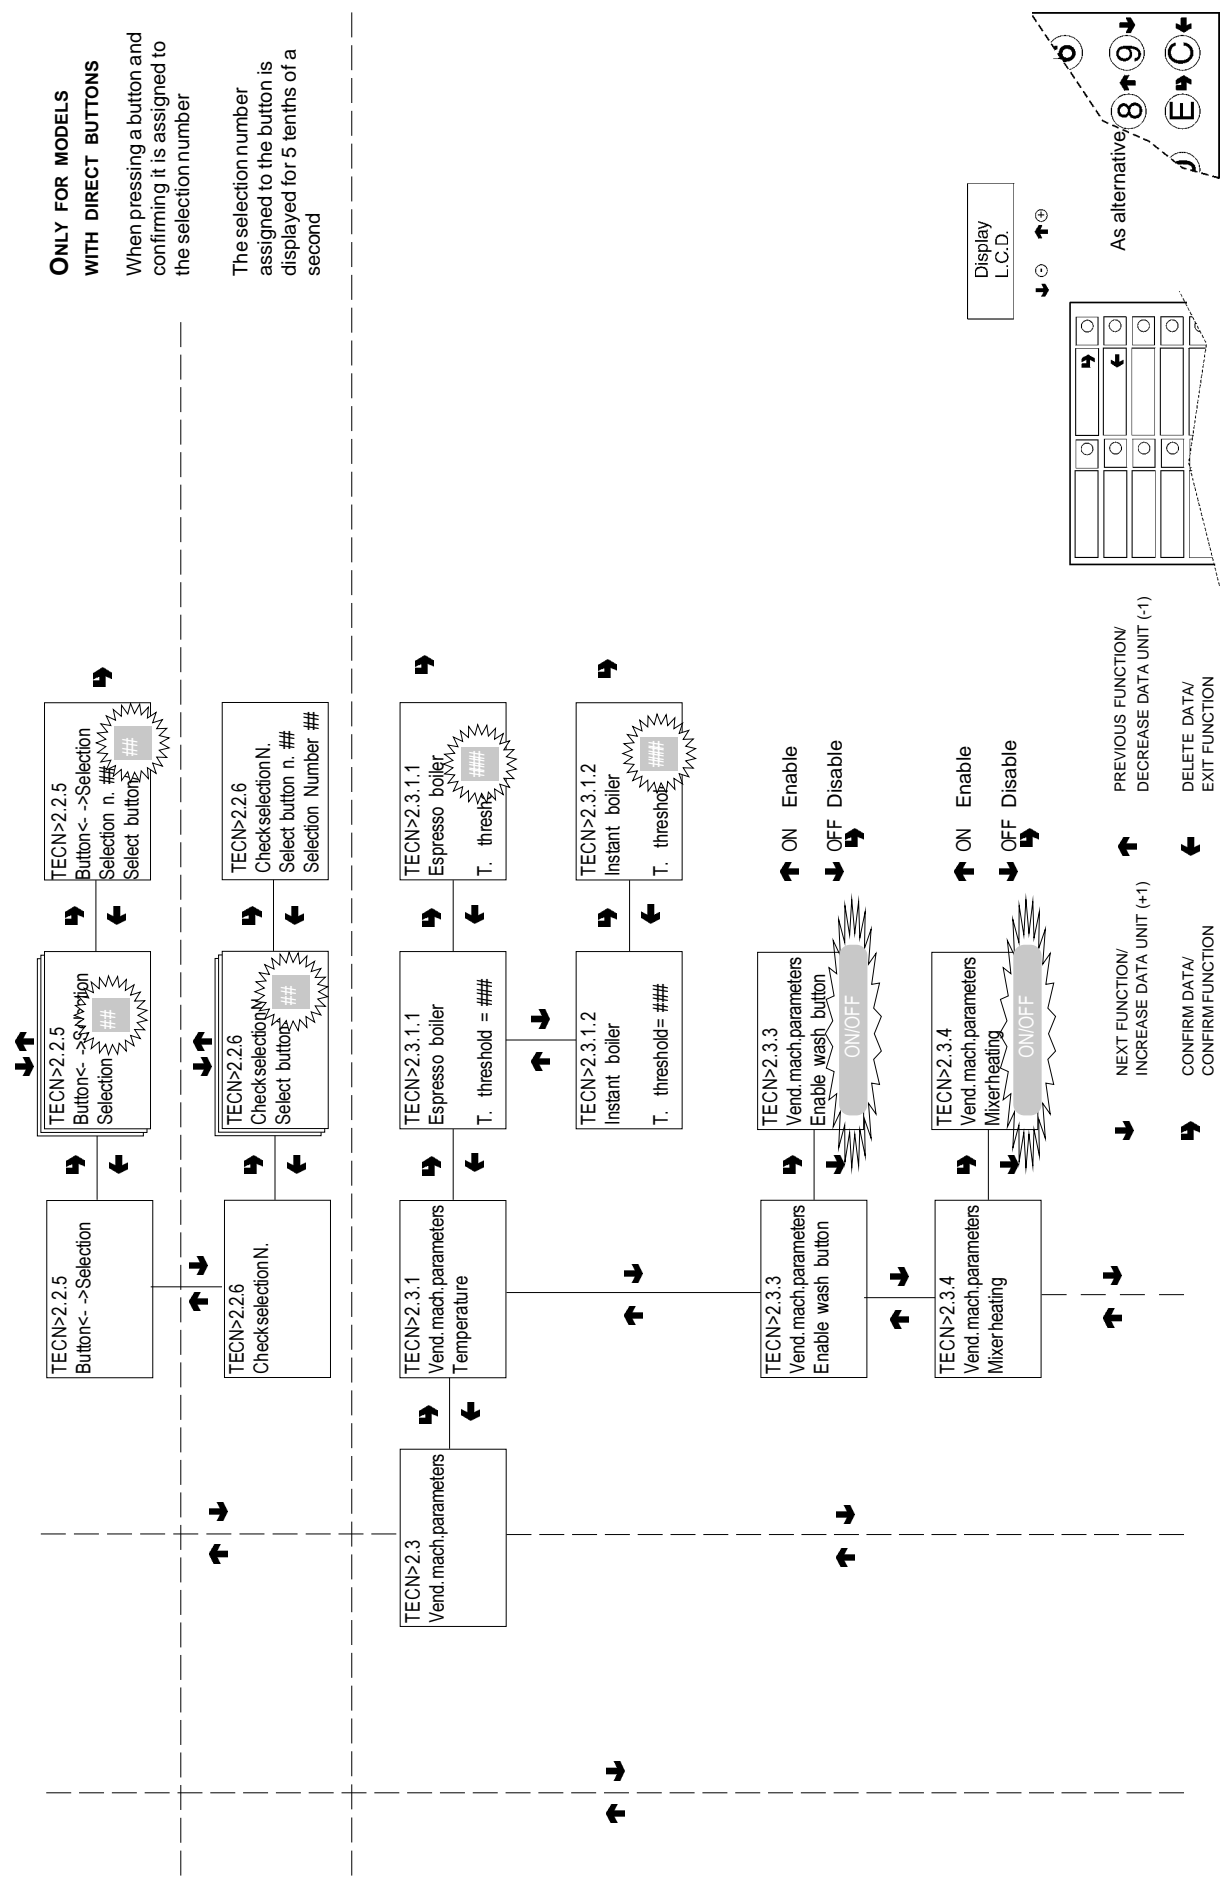 ONLY FOR MODELS
WITH DIRECT BUTTONS
When pressing a button and
confirming it is assigned to
the selection number
The selection number
assigned to the button is
displayed for 5 tenths of a
second
TECN>2.2.5
Button<- ->Selection
TECN>2.2.5
Button<- ->Selection
Selection
##
TECN>2.2.5
Button<- ->Selection
Selection n. ##
Select button
##
TECN>2.2.6
Check selection N.
TECN>2.2.6
Check selection N.
Select button
##
TECN>2.2.6
Check selection N.
Select button n. ##
Selection Number ##
TECN>2.3
Vend. mach.parameters
TECN>2.3.1
Vend. mach.parameters
Temperature
TECN>2.3.1.1
Espresso boiler
T. threshold = ###
TECN>2.3.1.1
Espresso boiler
T. thresh
###
TECN>2.3.1.2
Instant boiler
T. threshold= ###
TECN>2.3.1.2
Instant boiler
T. threshol
###
TECN>2.3.3
Vend. mach.parameters
Enable wash button
TECN>2.3.3
Vend. mach.parameters
Enable wash button
ON/OFF
ON Enable
OFF Disable
TECN>2.3.4
Vend. mach.parameters
Mixer heating
TECN>2.3.4
Vend. mach.parameters
Mixer heating
ON/OFF
ON Enable
OFF Disable
Display
L.C.D.
- +
As alternative
6
8 9
E C
NEXT FUNCTION/
INCREASE DATA UNIT (+1)
PREVIOUS FUNCTION/
DECREASE DATA UNIT (-1)
CONFIRM DATA/
CONFIRM FUNCTION
DELETE DATA/
EXIT FUNCTION